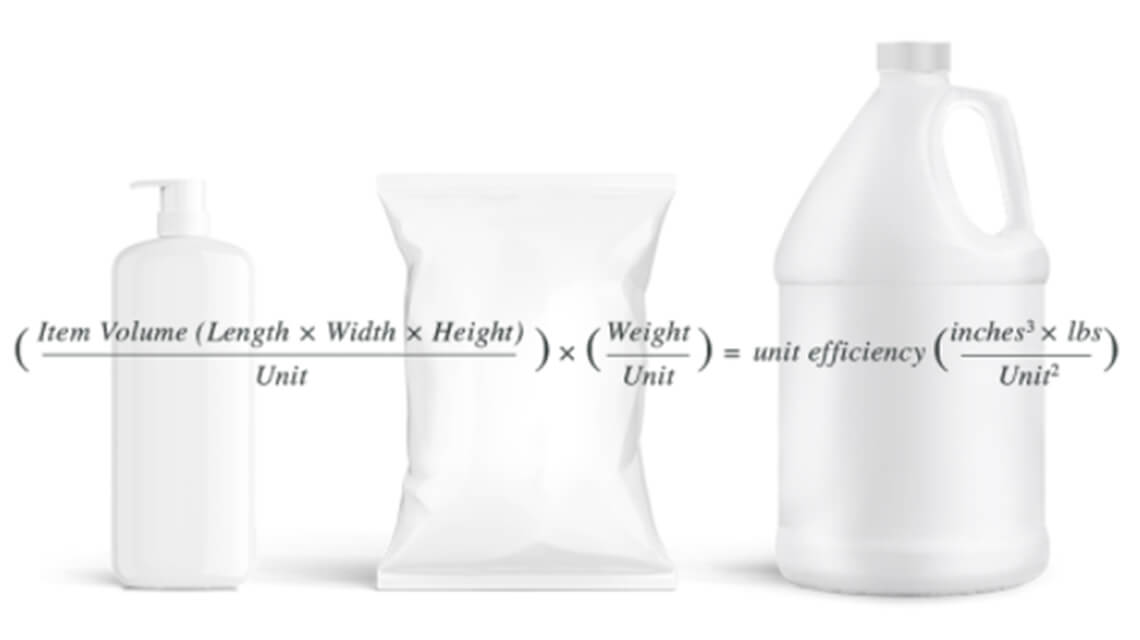 ( Item Volume (Length × Width × Height) / Unit ) × ( Weight / Unit ) = unit efficiency ( inches³ × lbs / Unit² )